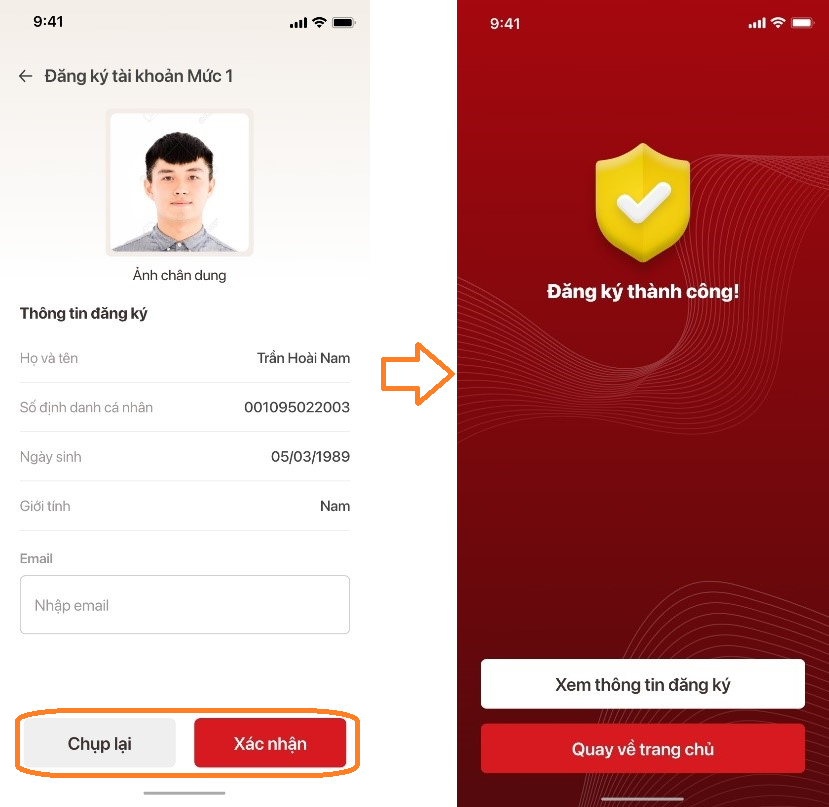 9:41
Đăng ký tài khoản Mức 1
Ảnh chân dung
Thông tin đăng ký
Họ và tên Trần Hoài Nam
Số định danh cá nhân 001095022003
Ngày sinh 05/03/1989
Giới tính Nam
Email
Nhập email
Chụp lại Xác nhận
9:41
Đăng ký thành công!
Xem thông tin đăng ký
Quay về trang chủ